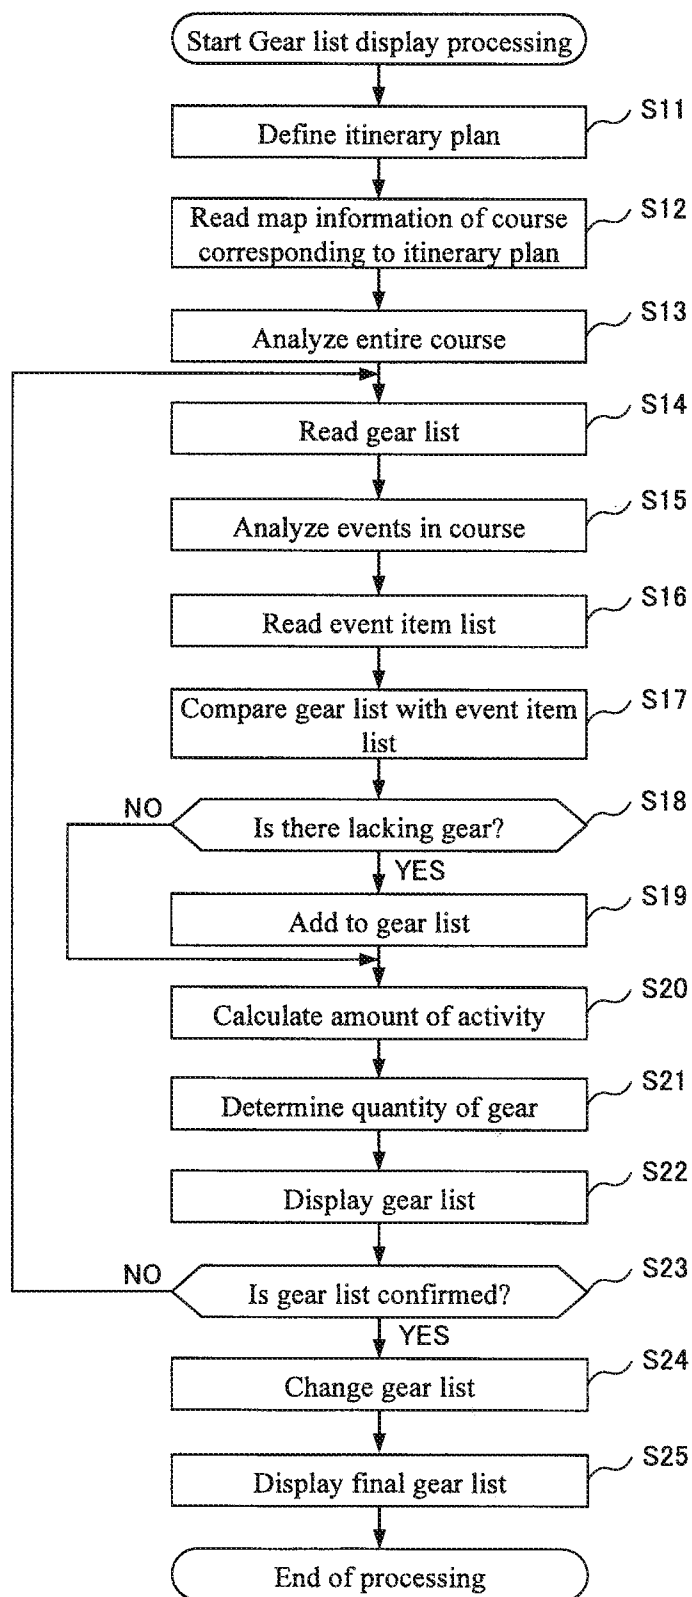 Start Gear list display processing
S11
Define itinerary plan
S12
Read map information of course
corresponding to itinerary plan
S13
Analyze entire course
S14
Read gear list
S15
Analyze events in course
S16
Read event item list
S17
Compare gear list with event item
list
S18
NO
Is there lacking gear?
YES
S19
Add to gear list
S20
Calculate amount of activity
S21
Determine quantity of gear
S22
Display gear list
S23
NO
Is gear list confirmed?
YES
S24
Change gear list
S25
Display final gear list
End of processing